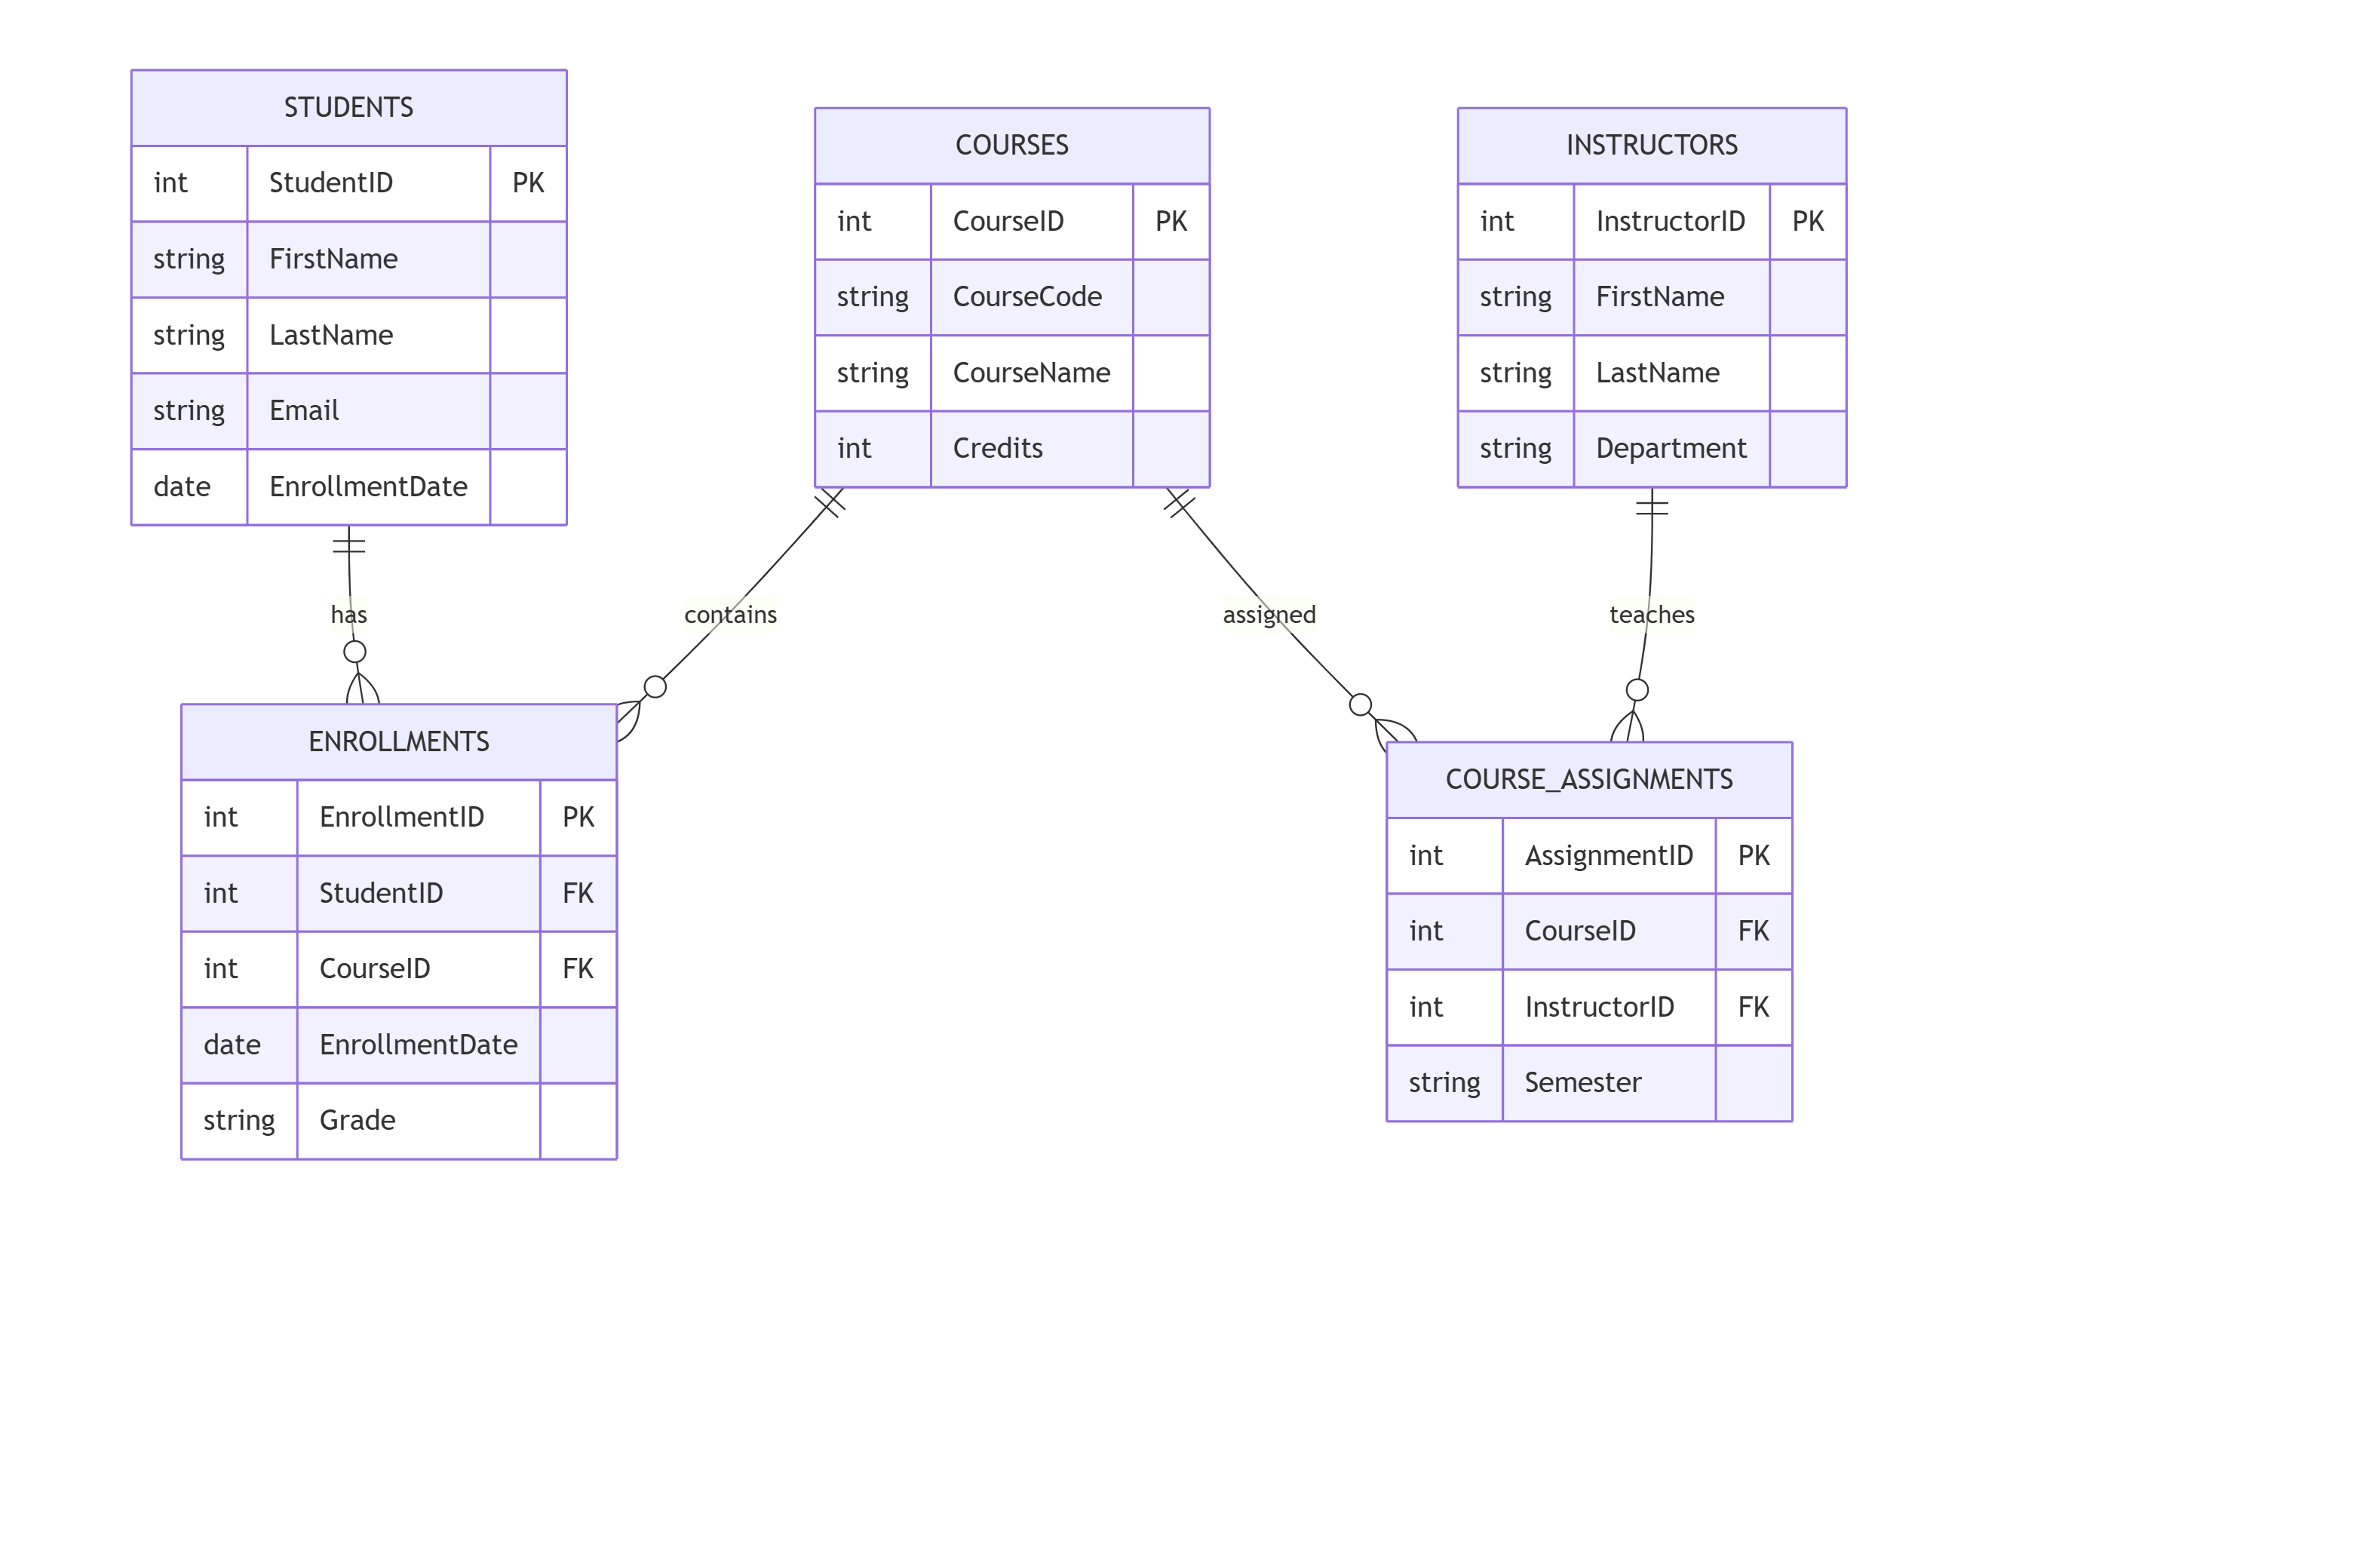 STUDENTS
int StudentID PK
string FirstName
string LastName
string Email
date EnrollmentDate
COURSES
int CourseID PK
string CourseCode
string CourseName
int Credits
INSTRUCTORS
int InstructorID PK
string FirstName
string LastName
string Department
has
contains
assigned
teaches
ENROLLMENTS
int EnrollmentID PK
int StudentID FK
int CourseID FK
date EnrollmentDate
string Grade
COURSE_ASSIGNMENTS
int AssignmentID PK
int CourseID FK
int InstructorID FK
string Semester